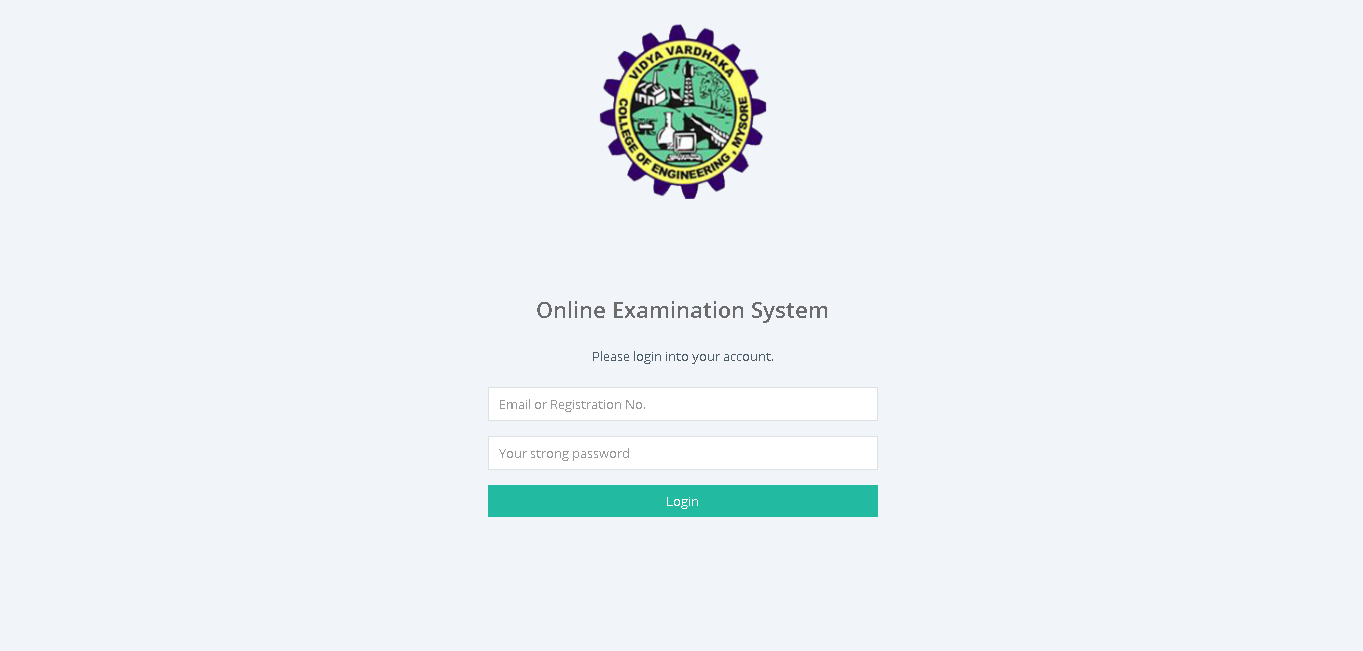 VIDYA VARDHAKA
COLLEGE OF ENGINEERING, MYSORE
Online Examination System
Please login into your account.
Email or Registration No.
Your strong password
Login